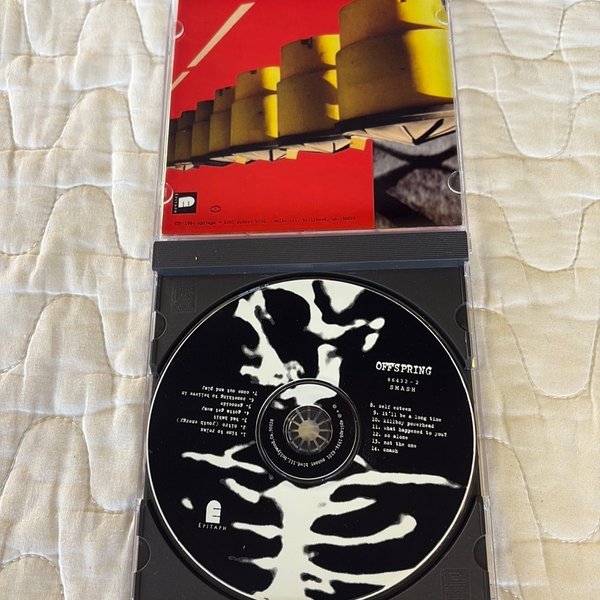 EPITAPH
OFFSPRING
86432-2
SMASH
8. self esteem
9. it'll be a long time
10. killboy powerhead
11. what happened to you?
12. so alone
13. not the one
14. smash
1. time to relax
2. nitro (youth energy)
3. bad habit
4. gotta get away
5. genocide
6. something to believe in
7. come out and play
EPITAPH